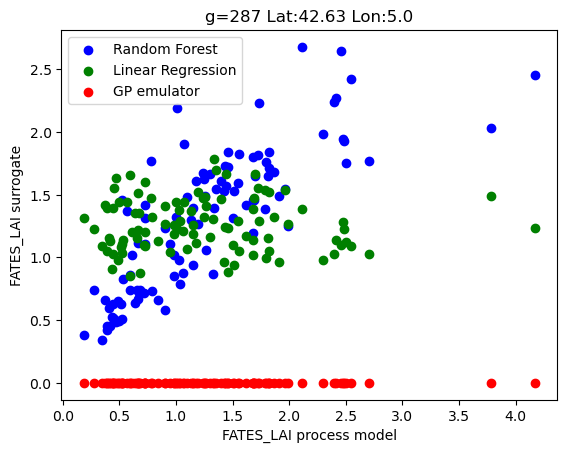 g=287 Lat:42.63 Lon:5.0
Random Forest
Linear Regression
GP emulator
FATES_LAI surrogate
2.5
2.0
1.5
1.0
0.5
0.0
0.0 0.5 1.0 1.5 2.0 2.5 3.0 3.5 4.0
FATES_LAI process model